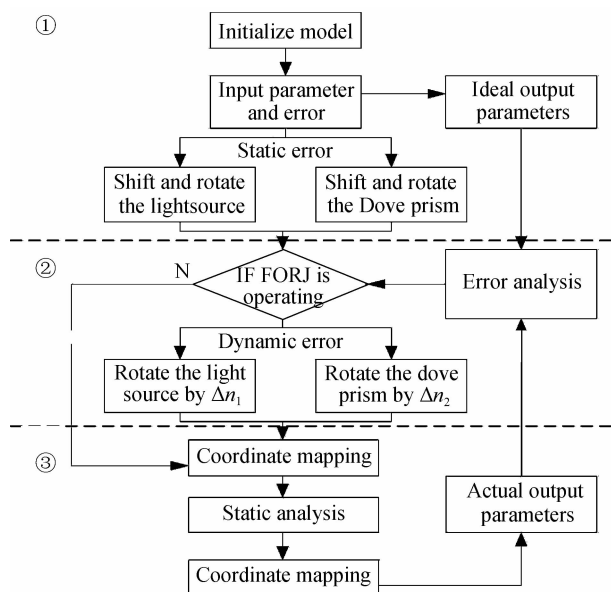 ①
Initialize model
Input parameter
and error
Ideal output
parameters
Static error
Shift and rotate
the lightsource
Shift and rotate
the Dove prism
②
N
IF FORJ is
operating
Error analysis
Dynamic error
Rotate the light
source by Δn₁
Rotate the dove
prism by Δn₂
③
Coordinate mapping
Static analysis
Actual output
parameters
Coordinate mapping